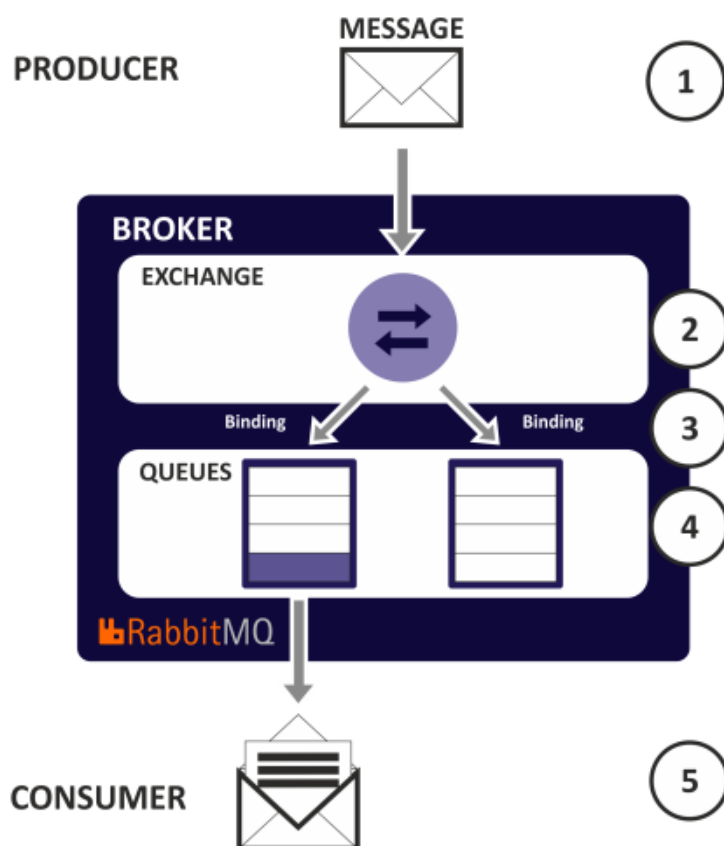 MESSAGE
PRODUCER
1
BROKER
EXCHANGE
2
Binding Binding
3
QUEUES
4
RabbitMQ
CONSUMER
5